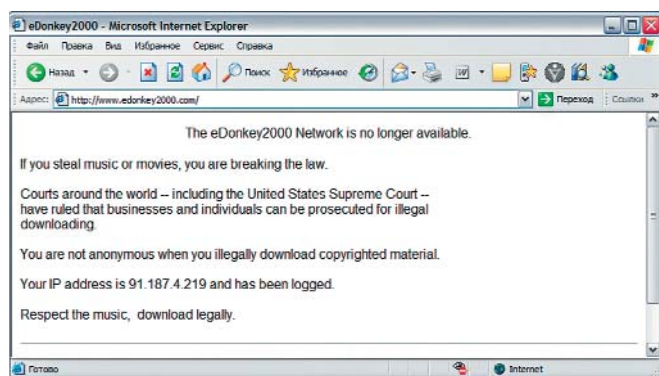 eDonkey2000 - Microsoft Internet Explorer
Файл Правка Вид Избранное Сервис Справка
Назад Поиск Избранное
Адрес: http://www.edonkey2000.com/ Переход Ссылки »
The eDonkey2000 Network is no longer available.
If you steal music or movies, you are breaking the law.
Courts around the world -- including the United States Supreme Court --
have ruled that businesses and individuals can be prosecuted for illegal
downloading.
You are not anonymous when you illegally download copyrighted material.
Your IP address is 91.187.4.219 and has been logged.
Respect the music, download legally.
Готово Internet